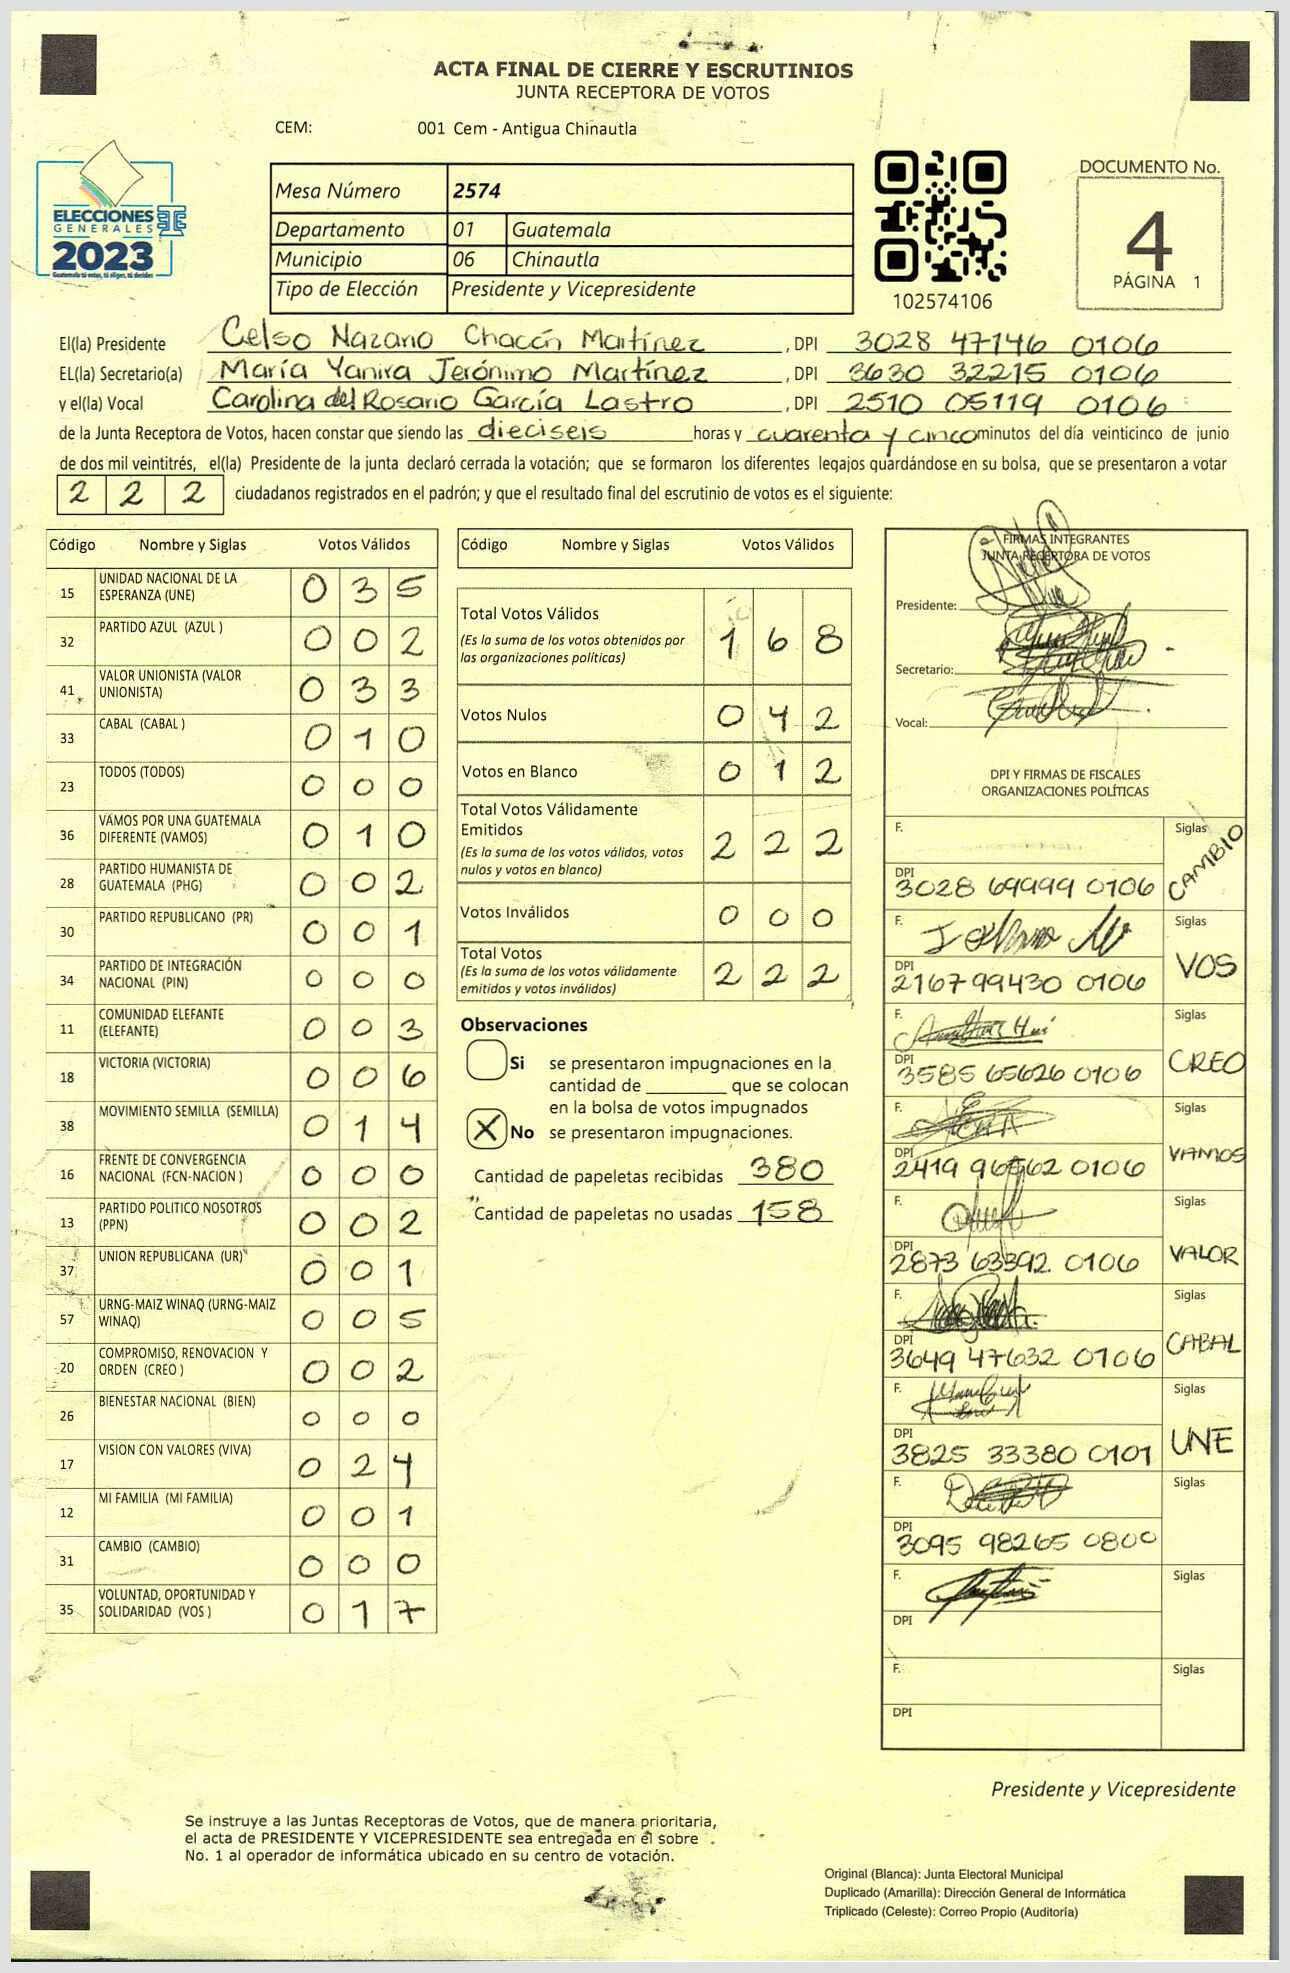 ACTA FINAL DE CIERRE Y ESCRUTINIOS
JUNTA RECEPTORA DE VOTOS
CEM: 001 Cem - Antigua Chinautla
ELECCIONES
GENERALES
2023
Guatemala tú votas, tú eliges, tú decides
Mesa Número 2574
Departamento 01 Guatemala
Municipio 06 Chinautla
Tipo de Elección Presidente y Vicepresidente
102574106
DOCUMENTO No.
4
PÁGINA 1
El(la) Presidente Celso Nazario Chacón Martínez, DPI 3028 47146 0106
EL(la) Secretario(a) María Yanira Jerónimo Martínez, DPI 3630 32215 0106
y el(la) Vocal Carolina del Rosario García Lastro, DPI 2510 05119 0106
de la Junta Receptora de Votos, hacen constar que siendo las dieciseis horas y cuarenta y cinco minutos del día veinticinco de junio
de dos mil veintitrés, el(la) Presidente de la junta declaró cerrada la votación; que se formaron los diferentes legajos guardándose en su bolsa, que se presentaron a votar
2 2 2 ciudadanos registrados en el padrón; y que el resultado final del escrutinio de votos es el siguiente:
Código Nombre y Siglas Votos Válidos
15 UNIDAD NACIONAL DE LA ESPERANZA (UNE) 0 3 5
32 PARTIDO AZUL (AZUL ) 0 0 2
41 VALOR UNIONISTA (VALOR UNIONISTA) 0 3 3
33 CABAL (CABAL ) 0 1 0
23 TODOS (TODOS) 0 0 0
36 VAMOS POR UNA GUATEMALA DIFERENTE (VAMOS) 0 1 0
28 PARTIDO HUMANISTA DE GUATEMALA (PHG) 0 0 2
30 PARTIDO REPUBLICANO (PR) 0 0 1
34 PARTIDO DE INTEGRACIÓN NACIONAL (PIN) 0 0 0
11 COMUNIDAD ELEFANTE (ELEFANTE) 0 0 3
18 VICTORIA (VICTORIA) 0 0 6
38 MOVIMIENTO SEMILLA (SEMILLA) 0 1 4
16 FRENTE DE CONVERGENCIA NACIONAL (FCN-NACION ) 0 0 0
13 PARTIDO POLITICO NOSOTROS (PPN) 0 0 2
37 UNION REPUBLICANA (UR) 0 0 1
57 URNG-MAIZ WINAQ (URNG-MAIZ WINAQ) 0 0 5
20 COMPROMISO, RENOVACION Y ORDEN (CREO ) 0 0 2
26 BIENESTAR NACIONAL (BIEN) 0 0 0
17 VISION CON VALORES (VIVA) 0 2 4
12 MI FAMILIA (MI FAMILIA) 0 0 1
31 CAMBIO (CAMBIO) 0 0 0
35 VOLUNTAD, OPORTUNIDAD Y SOLIDARIDAD (VOS ) 0 1 7
Código Nombre y Siglas Votos Válidos
Total Votos Válidos 1 6 8
(Es la suma de los votos obtenidos por
las organizaciones políticas)
Votos Nulos 0 4 2
Votos en Blanco 0 1 2
Total Votos Válidamente
Emitidos 2 2 2
(Es la suma de los votos válidos, votos
nulos y votos en blanco)
Votos Inválidos 0 0 0
Total Votos 2 2 2
(Es la suma de los votos válidamente
emitidos y votos inválidos)
Observaciones
Si se presentaron impugnaciones en la
cantidad de ________ que se colocan
en la bolsa de votos impugnados
X No se presentaron impugnaciones.
Cantidad de papeletas recibidas 380
Cantidad de papeletas no usadas 158
FIRMAS INTEGRANTES
JUNTA RECEPTORA DE VOTOS
Presidente:
Secretario:
Vocal:
DPI Y FIRMAS DE FISCALES
ORGANIZACIONES POLÍTICAS
F. Siglas CAMBIO
DPI 3028 69999 0106
F. Siglas VOS
DPI 2167 99430 0106
F. Siglas CREO
DPI 3585 65626 0106
F. Siglas VAMOS
DPI 2419 96562 0106
F. Siglas VALOR
DPI 2873 63392 0106
F. Siglas CABAL
DPI 3649 47632 0106
F. Siglas UNE
DPI 3825 33380 0101
F. Siglas
DPI 3095 98265 0800
F. Siglas
DPI
F. Siglas
DPI
Presidente y Vicepresidente
Se instruye a las Juntas Receptoras de Votos, que de manera prioritaria,
el acta de PRESIDENTE Y VICEPRESIDENTE sea entregada en el sobre
No. 1 al operador de informática ubicado en su centro de votación.
Original (Blanca): Junta Electoral Municipal
Duplicado (Amarilla): Dirección General de Informática
Triplicado (Celeste): Correo Propio (Auditoría)